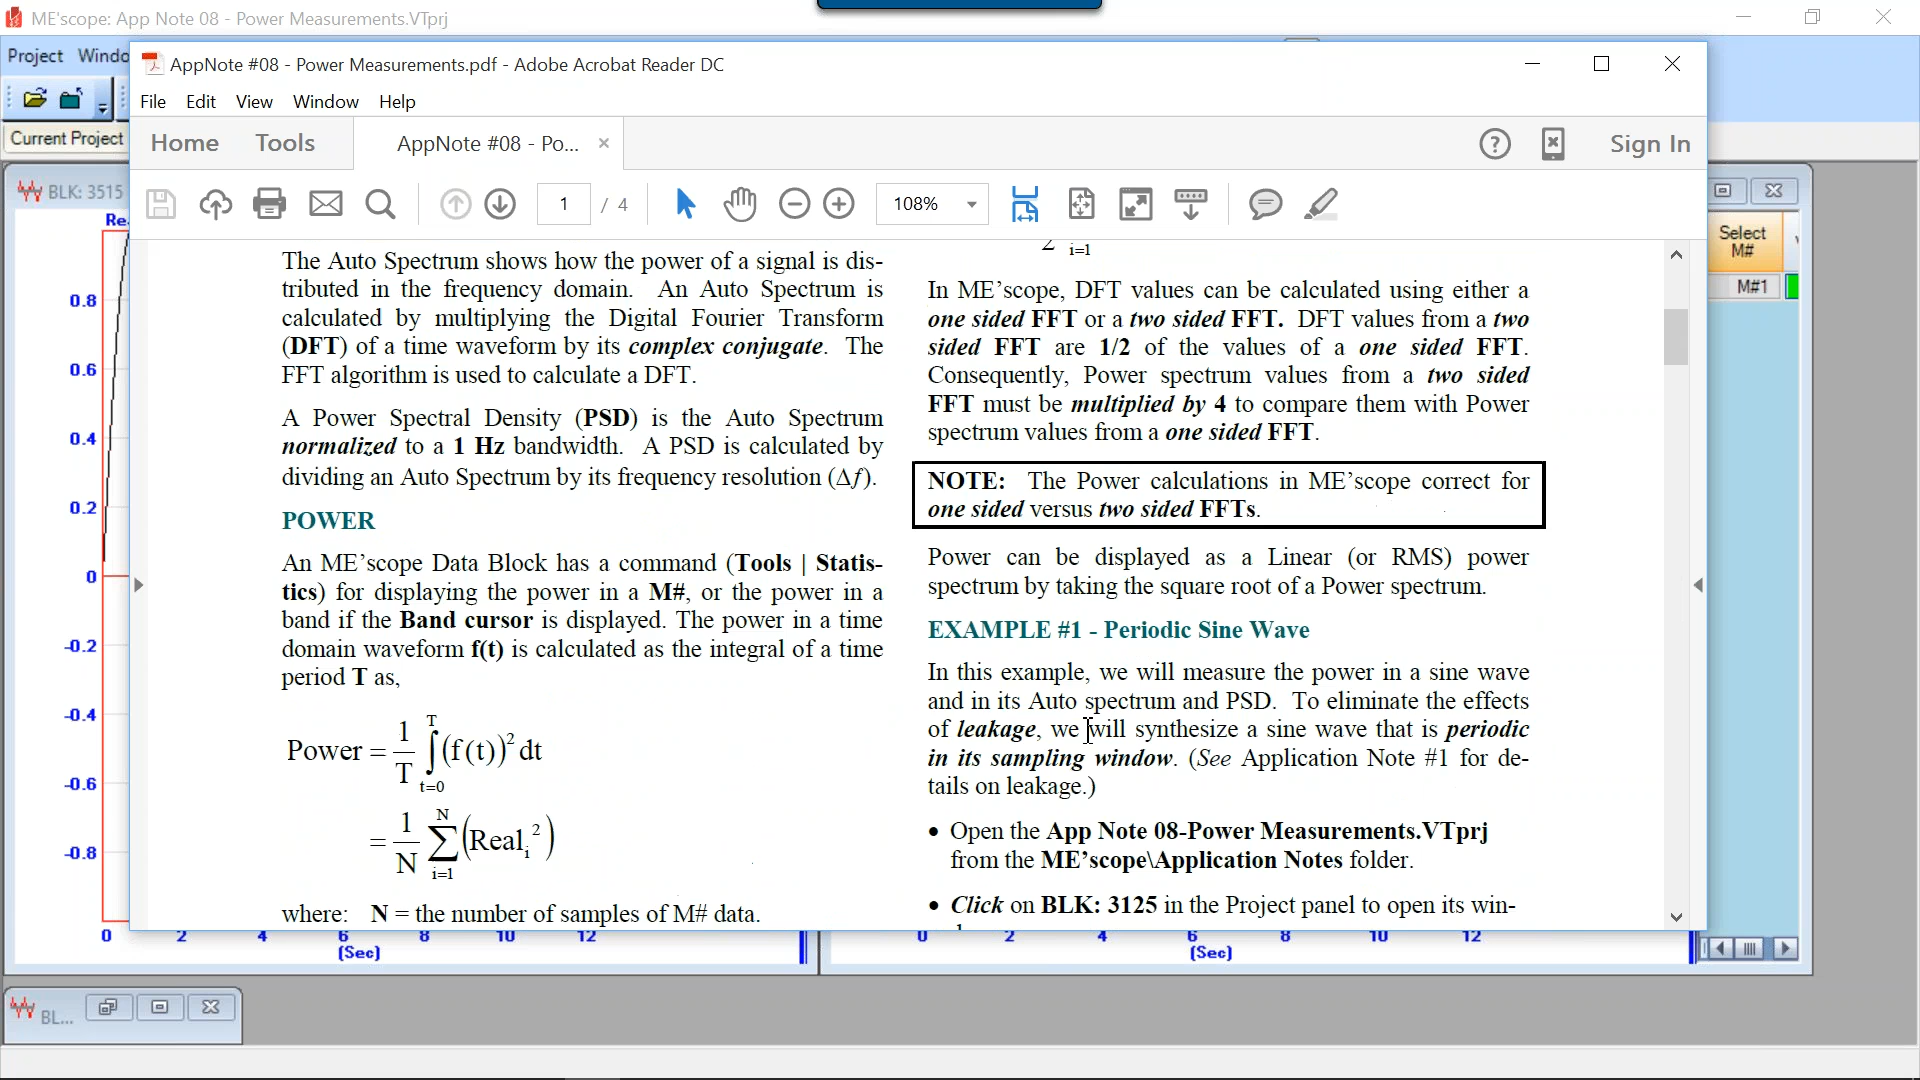 ME'scope: App Note 08 - Power Measurements.VTprj
Project Windo
AppNote #08 - Power Measurements.pdf - Adobe Acrobat Reader DC
File Edit View Window Help
Current Project
Home Tools AppNote #08 - Po... × Sign In
BLK: 3515
1 / 4 108%
Select
M#
M#1
0.8
0.6
0.4
0.2
0
-0.2
-0.4
-0.6
-0.8
The Auto Spectrum shows how the power of a signal is dis-
tributed in the frequency domain. An Auto Spectrum is
calculated by multiplying the Digital Fourier Transform
(DFT) of a time waveform by its complex conjugate. The
FFT algorithm is used to calculate a DFT.
A Power Spectral Density (PSD) is the Auto Spectrum
normalized to a 1 Hz bandwidth. A PSD is calculated by
dividing an Auto Spectrum by its frequency resolution (Δf).
POWER
An ME'scope Data Block has a command (Tools | Statis-
tics) for displaying the power in a M#, or the power in a
band if the Band cursor is displayed. The power in a time
domain waveform f(t) is calculated as the integral of a time
period T as,
Power = 1/T ∫ t=0 T (f(t))² dt
= 1/N ∑ i=1 N (Real i ²)
where: N = the number of samples of M# data.
i=1
In ME'scope, DFT values can be calculated using either a
one sided FFT or a two sided FFT. DFT values from a two
sided FFT are 1/2 of the values of a one sided FFT.
Consequently, Power spectrum values from a two sided
FFT must be multiplied by 4 to compare them with Power
spectrum values from a one sided FFT.
NOTE: The Power calculations in ME'scope correct for
one sided versus two sided FFTs.
Power can be displayed as a Linear (or RMS) power
spectrum by taking the square root of a Power spectrum.
EXAMPLE #1 - Periodic Sine Wave
In this example, we will measure the power in a sine wave
and in its Auto spectrum and PSD. To eliminate the effects
of leakage, we will synthesize a sine wave that is periodic
in its sampling window. (See Application Note #1 for de-
tails on leakage.)
• Open the App Note 08-Power Measurements.VTprj
from the ME'scope\Application Notes folder.
• Click on BLK: 3125 in the Project panel to open its win-
0 2 4 6 8 10 12
(Sec)
0 2 4 6 8 10 12
(Sec)
BL...